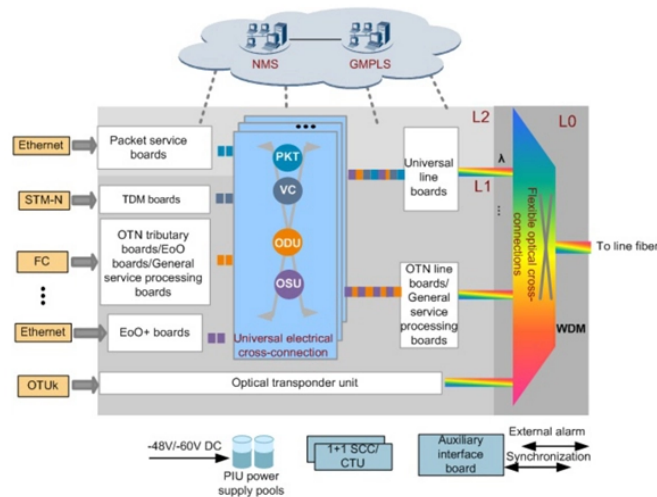 NMS
GMPLS
L2
L0
Ethernet
Packet service
boards
PKT
Universal
line
boards
λ
L1
...
STM-N
TDM boards
VC
FC
OTN tributary
boards/EoO
boards/General
service processing
boards
ODU
OSU
OTN line
boards/
General
service
processing
boards
Flexible optical cross-
connections
To line fiber
WDM
Ethernet
EoO+ boards
Universal electrical
cross-connection
OTUk
Optical transponder unit
-48V/-60V DC
PIU power
supply pools
1+1 SCC/
CTU
Auxiliary
interface
board
External alarm
Synchronization